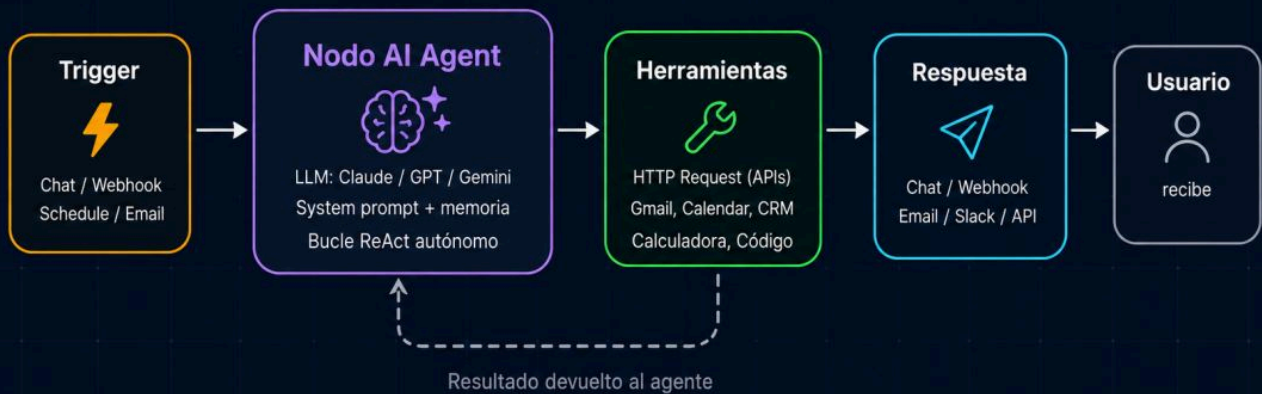 Trigger
Chat / Webhook
Schedule / Email
Nodo AI Agent
LLM: Claude / GPT / Gemini
System prompt + memoria
Bucle ReAct autónomo
Herramientas
HTTP Request (APIs)
Gmail, Calendar, CRM
Calculadora, Código
Respuesta
Chat / Webhook
Email / Slack / API
Usuario
recibe
Resultado devuelto al agente